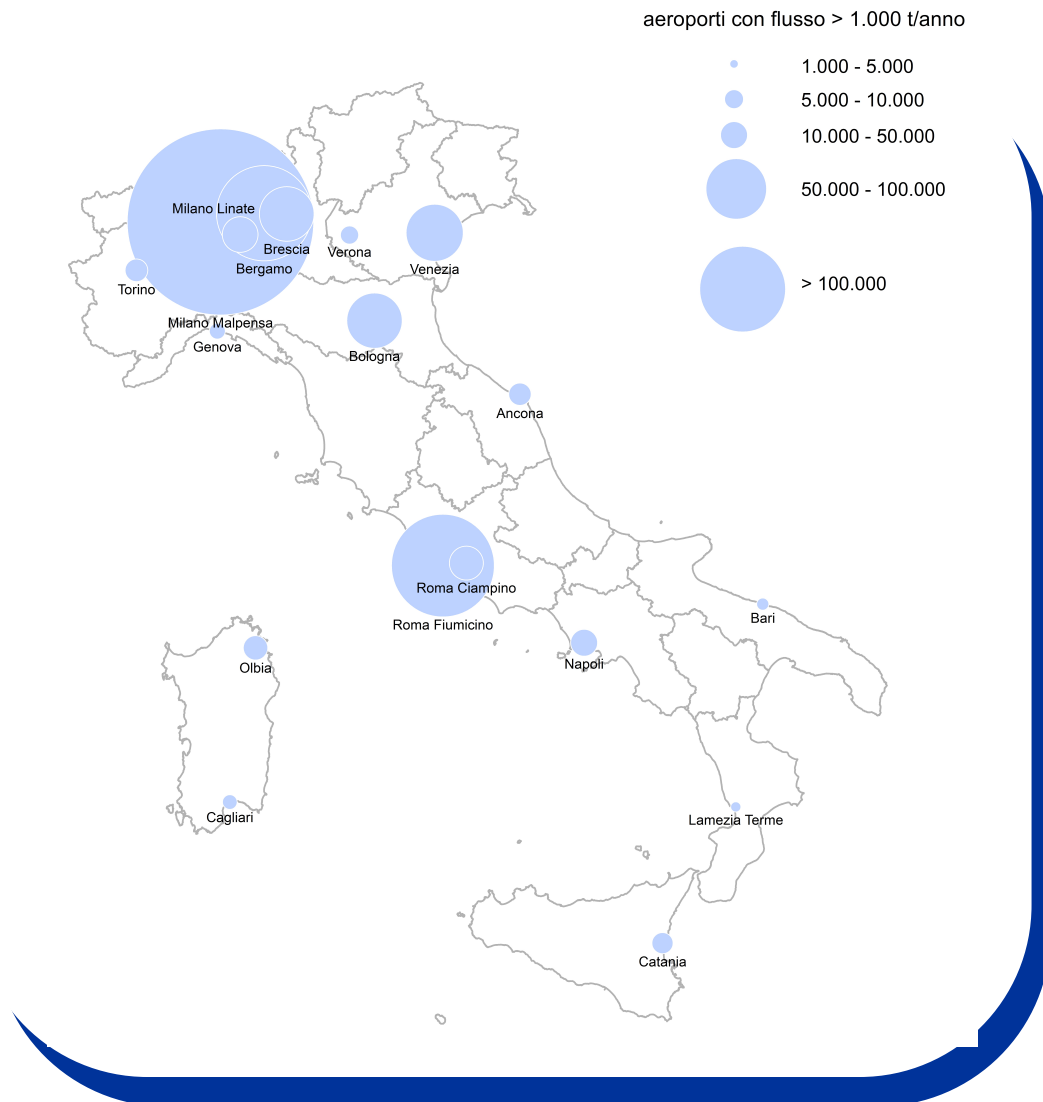 aeroporti con flusso > 1.000 t/anno
1.000 - 5.000
5.000 - 10.000
10.000 - 50.000
50.000 - 100.000
> 100.000
Milano Linate
Brescia
Verona
Bergamo
Venezia
Torino
Milano Malpensa
Genova
Bologna
Ancona
Roma Ciampino
Roma Fiumicino
Bari
Napoli
Olbia
Cagliari
Lamezia Terme
Catania